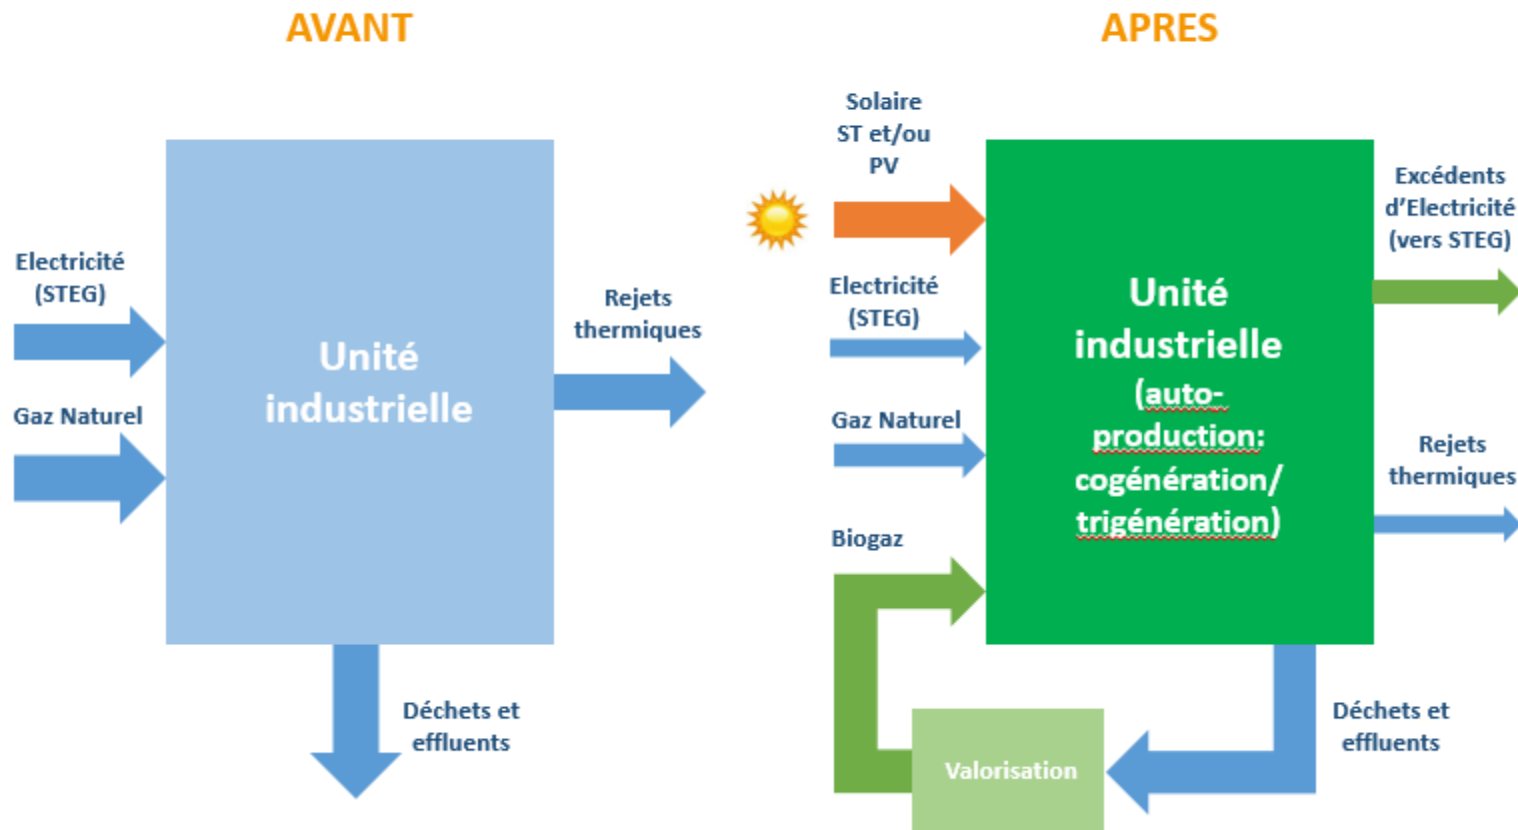 AVANT
Electricité
(STEG)
Gaz Naturel
Unité
industrielle
Rejets
thermiques
Déchets et
effluents
APRES
Solaire
ST et/ou
PV
Electricité
(STEG)
Gaz Naturel
Biogaz
Unité
industrielle
(auto-
production:
cogénération/
trigénération)
Excédents
d'Electricité
(vers STEG)
Rejets
thermiques
Déchets et
effluents
Valorisation